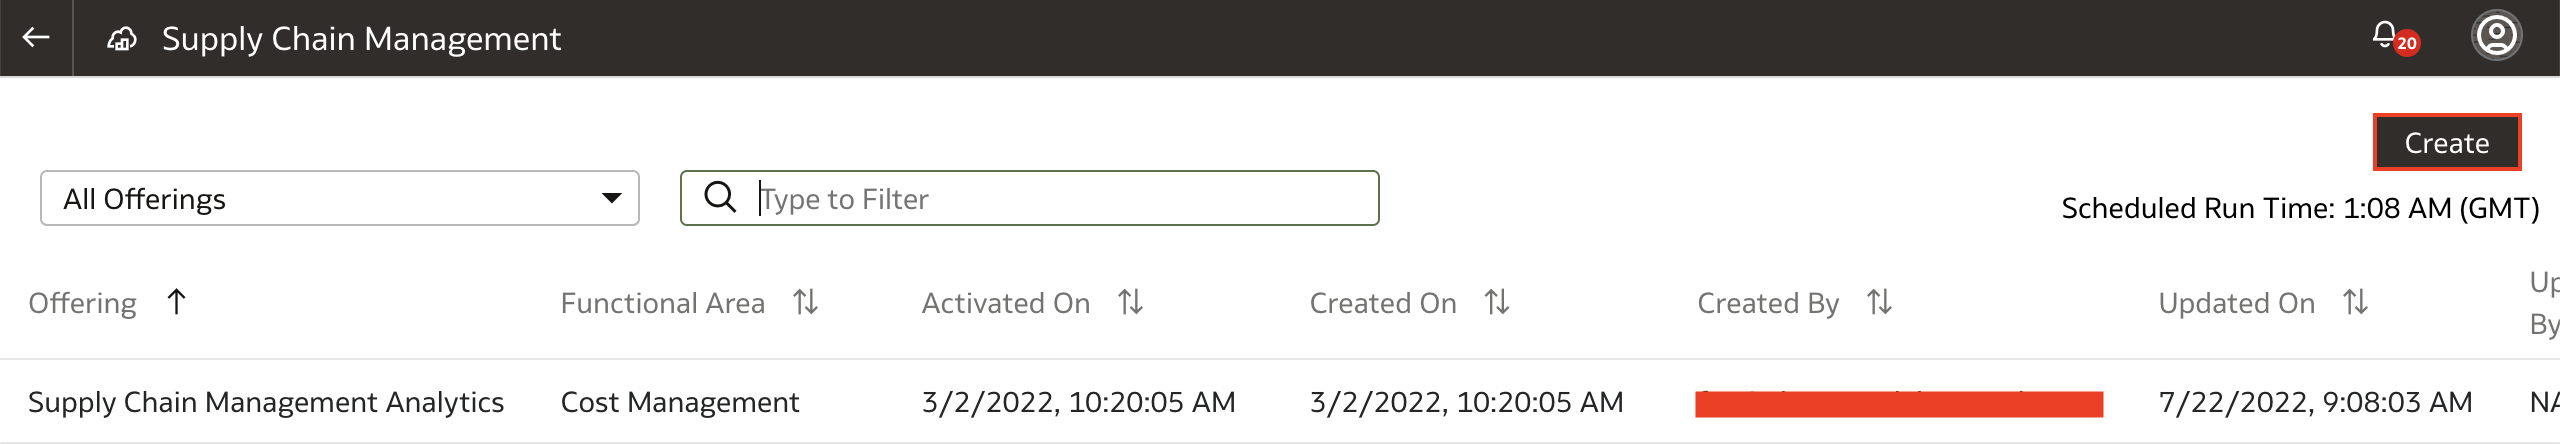 Supply Chain Management
20
Create
All Offerings
Type to Filter
Scheduled Run Time: 1:08 AM (GMT)
Offering Functional Area Activated On Created On Created By Updated On Up
By
Supply Chain Management Analytics Cost Management 3/2/2022, 10:20:05 AM 3/2/2022, 10:20:05 AM 7/22/2022, 9:08:03 AM NA